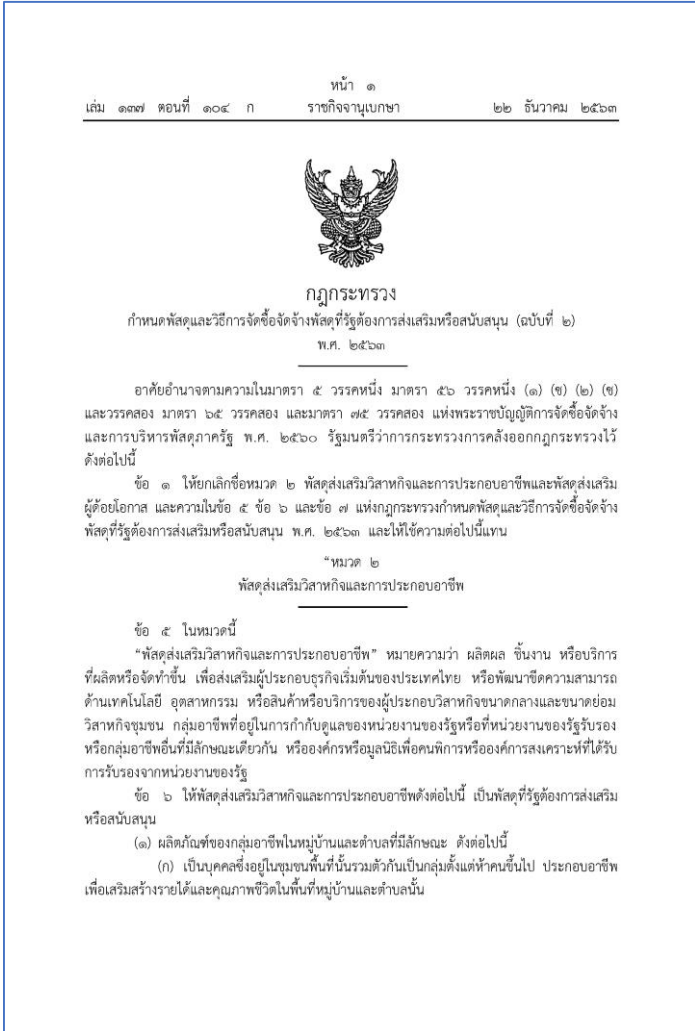 หน้า ๑
เล่ม ๑๓๗ ตอนที่ ๑๐๔ ก ราชกิจจานุเบกษา ๒๒ ธันวาคม ๒๕๖๓
กฎกระทรวง
กำหนดพัสดุและวิธีการจัดซื้อจัดจ้างพัสดุที่รัฐต้องการส่งเสริมหรือสนับสนุน (ฉบับที่ ๒)
พ.ศ. ๒๕๖๓
อาศัยอำนาจตามความในมาตรา ๕ วรรคหนึ่ง มาตรา ๕๖ วรรคหนึ่ง (๑) (ซ) (๒) (ซ)
และวรรคสอง มาตรา ๖๕ วรรคสอง และมาตรา ๗๕ วรรคสอง แห่งพระราชบัญญัติการจัดซื้อจัดจ้าง
และการบริหารพัสดุภาครัฐ พ.ศ. ๒๕๖๐ รัฐมนตรีว่าการกระทรวงการคลังออกกฎกระทรวงไว้
ดังต่อไปนี้
ข้อ ๑ ให้ยกเลิกชื่อหมวด ๒ พัสดุส่งเสริมวิสาหกิจและการประกอบอาชีพและพัสดุส่งเสริม
ผู้ด้อยโอกาส และความในข้อ ๕ ข้อ ๖ และข้อ ๗ แห่งกฎกระทรวงกำหนดพัสดุและวิธีการจัดซื้อจัดจ้าง
พัสดุที่รัฐต้องการส่งเสริมหรือสนับสนุน พ.ศ. ๒๕๖๓ และให้ใช้ความต่อไปนี้แทน
“หมวด ๒
พัสดุส่งเสริมวิสาหกิจและการประกอบอาชีพ
ข้อ ๕ ในหมวดนี้
“พัสดุส่งเสริมวิสาหกิจและการประกอบอาชีพ” หมายความว่า ผลิตผล ชิ้นงาน หรือบริการ
ที่ผลิตหรือจัดทำขึ้น เพื่อส่งเสริมผู้ประกอบธุรกิจเริ่มต้นของประเทศไทย หรือพัฒนาขีดความสามารถ
ด้านเทคโนโลยี อุตสาหกรรม หรือสินค้าหรือบริการของผู้ประกอบวิสาหกิจขนาดกลางและขนาดย่อม
วิสาหกิจชุมชน กลุ่มอาชีพที่อยู่ในการกำกับดูแลของหน่วยงานของรัฐหรือที่หน่วยงานของรัฐรับรอง
หรือกลุ่มอาชีพอื่นที่มีลักษณะเดียวกัน หรือองค์กรหรือมูลนิธิเพื่อคนพิการหรือองค์การสงเคราะห์ที่ได้รับ
การรับรองจากหน่วยงานของรัฐ
ข้อ ๖ ให้พัสดุส่งเสริมวิสาหกิจและการประกอบอาชีพดังต่อไปนี้ เป็นพัสดุที่รัฐต้องการส่งเสริม
หรือสนับสนุน
(๑) ผลิตภัณฑ์ของกลุ่มอาชีพในหมู่บ้านและตำบลที่มีลักษณะ ดังต่อไปนี้
(ก) เป็นบุคคลซึ่งอยู่ในชุมชนพื้นที่นั้นรวมตัวกันเป็นกลุ่มตั้งแต่ห้าคนขึ้นไป ประกอบอาชีพ
เพื่อเสริมสร้างรายได้และคุณภาพชีวิตในพื้นที่หมู่บ้านและตำบลนั้น